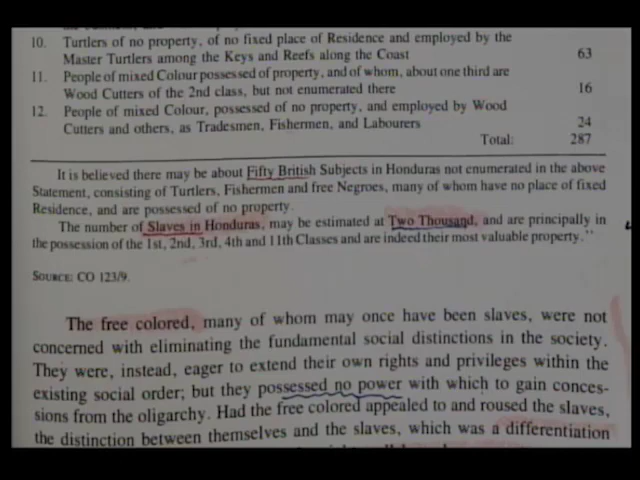 10. Turtlers of no property, of no fixed place of Residence and employed by the
Master Turtlers among the Keys and Reefs along the Coast 63
11. People of mixed Colour possessed of property, and of whom, about one third are
Wood Cutters of the 2nd class, but not enumerated there 16
12. People of mixed Colour, possessed of no property, and employed by Wood
Cutters and others, as Tradesmen, Fishermen, and Labourers 24
Total: 287
It is believed there may be about Fifty British Subjects in Honduras not enumerated in the above
Statement, consisting of Turtlers, Fishermen and free Negroes, many of whom have no place of fixed
Residence, and are possessed of no property.
The number of Slaves in Honduras, may be estimated at Two Thousand, and are principally in
the possession of the 1st, 2nd, 3rd, 4th and 11th Classes and are indeed their most valuable property."
SOURCE: CO 123/9.
The free colored, many of whom may once have been slaves, were not
concerned with eliminating the fundamental social distinctions in the society.
They were, instead, eager to extend their own rights and privileges within the
existing social order; but they possessed no power with which to gain conces-
sions from the oligarchy. Had the free colored appealed to and roused the slaves,
the distinction between themselves and the slaves, which was a differentiation